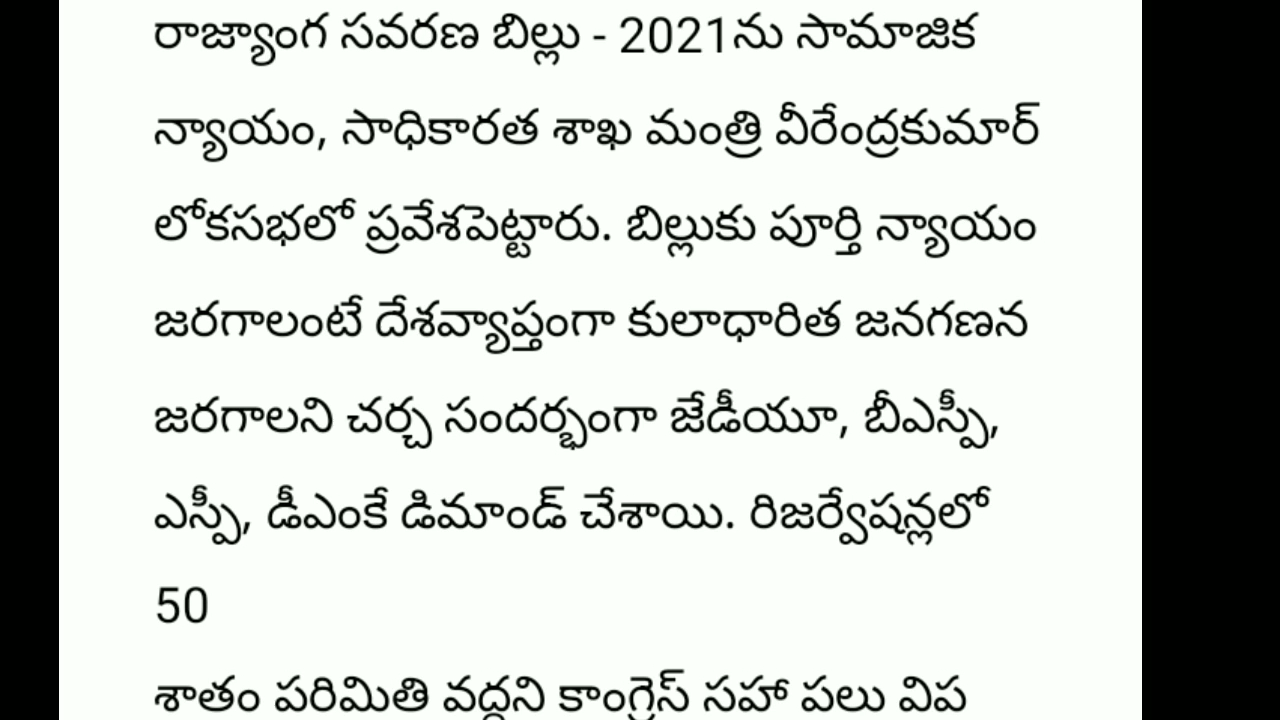 రాజ్యాంగ సవరణ బిల్లు - 2021ను సామాజిక
న్యాయం, సాధికారత శాఖ మంత్రి వీరేంద్రకుమార్
లోకసభలో ప్రవేశపెట్టారు. బిల్లుకు పూర్తి న్యాయం
జరగాలంటే దేశవ్యాప్తంగా కులాధారిత జనగణన
జరగాలని చర్చ సందర్భంగా జేడీయూ, బీఎస్పీ,
ఎస్పీ, డీఎంకే డిమాండ్ చేశాయి. రిజర్వేషన్లలో
50
శాతం పరిమితి వద్దని కాంగ్రెస్ సహా పలు విప